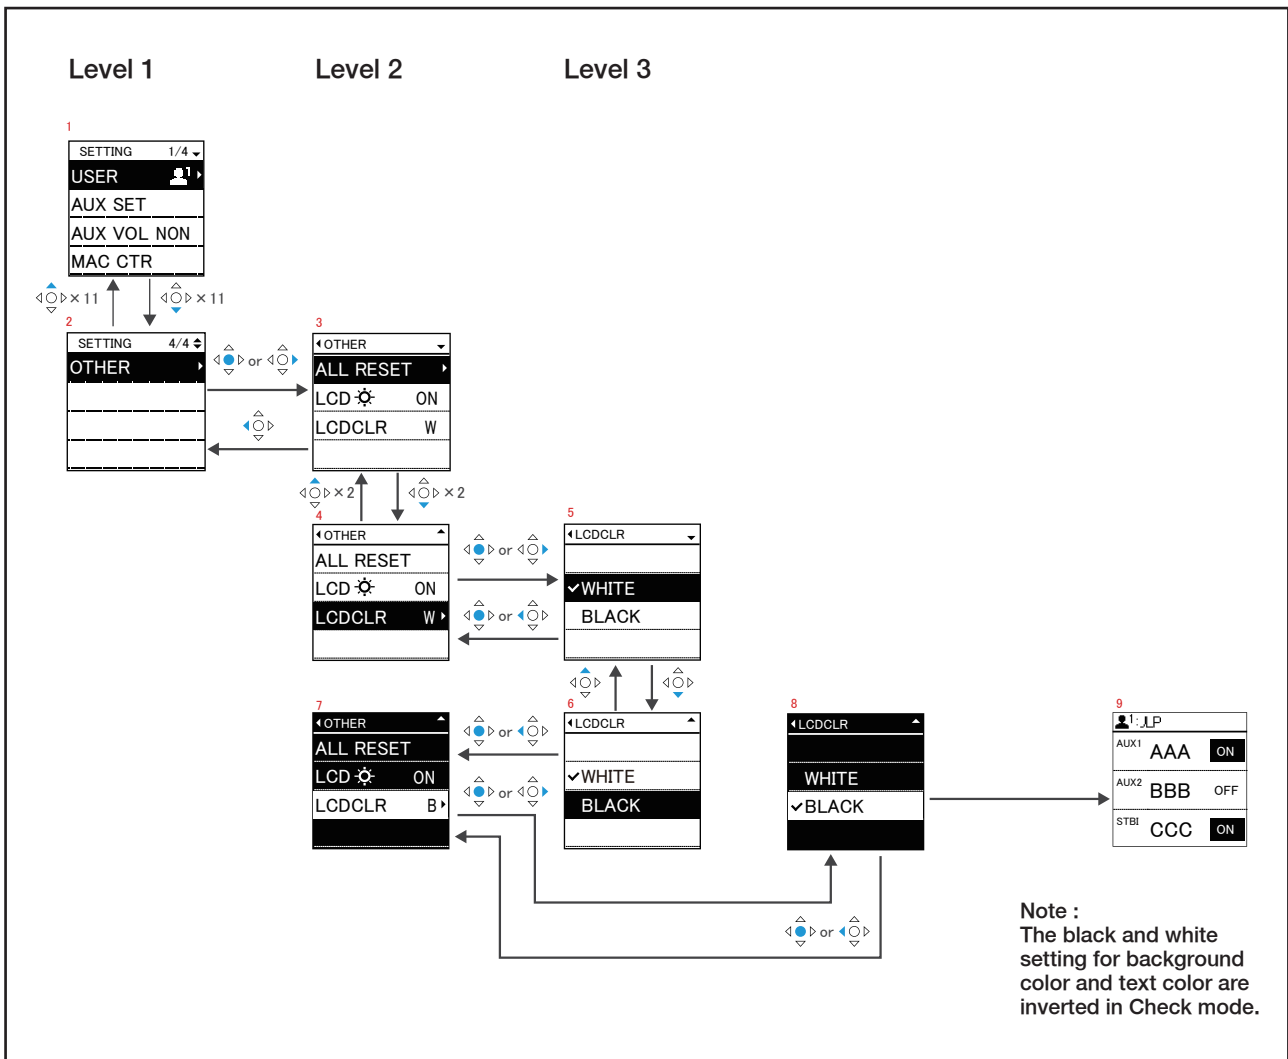 Level 1
Level 2
Level 3
1
SETTING 1/4
USER 1
AUX SET
AUX VOL NON
MAC CTR
×11
×11
2
SETTING 4/4
OTHER
or
3
OTHER
ALL RESET
LCD ON
LCDCLR W
×2
×2
4
OTHER
ALL RESET
LCD ON
LCDCLR W
or
or
5
LCDCLR
WHITE
BLACK
6
LCDCLR
WHITE
BLACK
7
OTHER
ALL RESET
LCD ON
LCDCLR B
or
or
8
LCDCLR
WHITE
BLACK
or
9
1:JLP
AUX1 AAA ON
AUX2 BBB OFF
STBI CCC ON
Note :
The black and white
setting for background
color and text color are
inverted in Check mode.